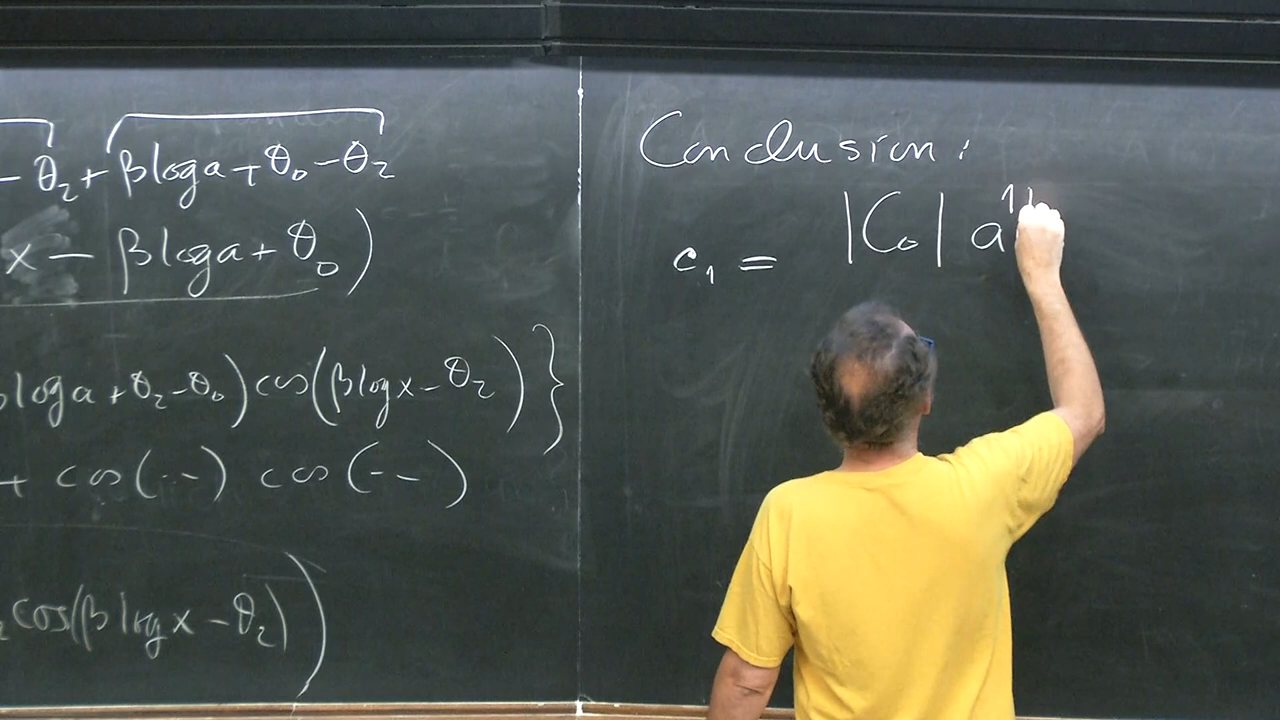 − θ₂ + β log a + θ₀ − θ₂
x − β log a + θ₀)
log a + θ₂ − θ₀) cos(β log x − θ₂)}
+ cos(--) cos(--)
cos(β log x − θ₂))
Conclusion:
c₁ = |C₀| a¹